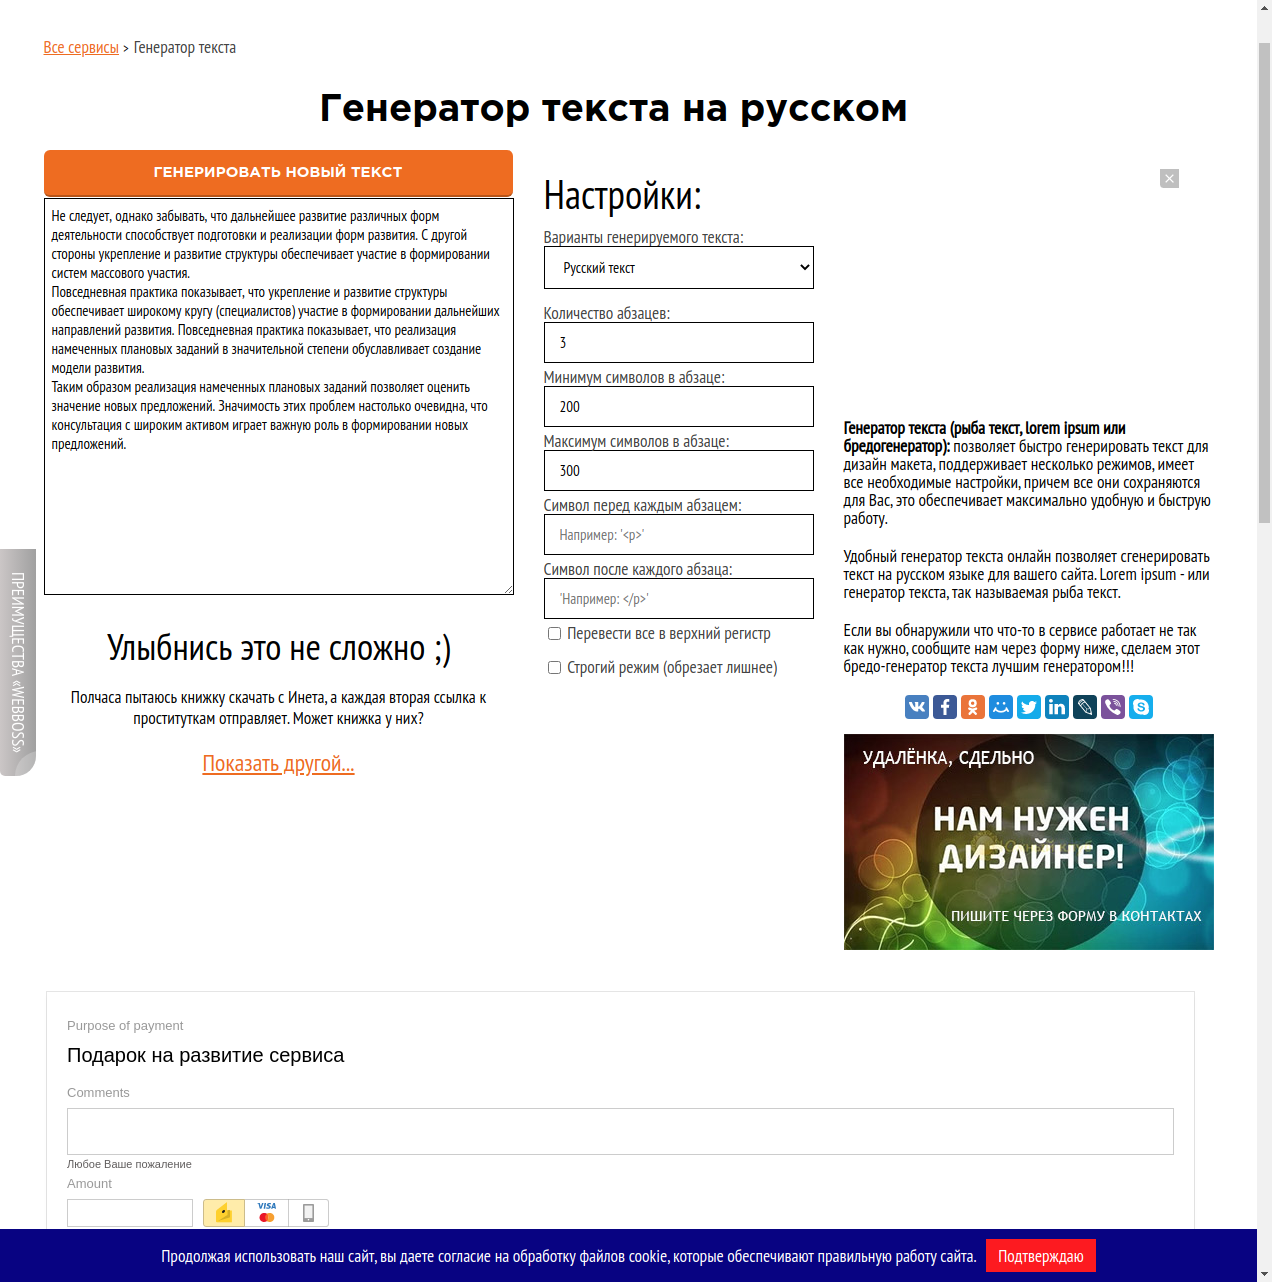 Все сервисы > Генератор текста
Генератор текста на русском
ГЕНЕРИРОВАТЬ НОВЫЙ ТЕКСТ
Не следует, однако забывать, что дальнейшее развитие различных форм
деятельности способствует подготовки и реализации форм развития. С другой
стороны укрепление и развитие структуры обеспечивает участие в формировании
систем массового участия.
Повседневная практика показывает, что укрепление и развитие структуры
обеспечивает широкому кругу (специалистов) участие в формировании дальнейших
направлений развития. Повседневная практика показывает, что реализация
намеченных плановых заданий в значительной степени обуславливает создание
модели развития.
Таким образом реализация намеченных плановых заданий позволяет оценить
значение новых предложений. Значимость этих проблем настолько очевидна, что
консультация с широким активом играет важную роль в формировании новых
предложений.
Улыбнись это не сложно ;)
Полчаса пытаюсь книжку скачать с Инета, а каждая вторая ссылка к
проституткам отправляет. Может книжка у них?
Показать другой...
ПРЕИМУЩЕСТВА «WEBBOSS»
Настройки:
Варианты генерируемого текста:
Русский текст
Количество абзацев:
3
Минимум символов в абзаце:
200
Максимум символов в абзаце:
300
Символ перед каждым абзацем:
Например: '<p>'
Символ после каждого абзаца:
'Например: </p>'
Перевести все в верхний регистр
Строгий режим (обрезает лишнее)
Генератор текста (рыба текст, lorem ipsum или
бредогенератор): позволяет быстро генерировать текст для
дизайн макета, поддерживает несколько режимов, имеет
все необходимые настройки, причем все они сохраняются
для Вас, это обеспечивает максимально удобную и быструю
работу.
Удобный генератор текста онлайн позволяет сгенерировать
текст на русском языке для вашего сайта. Lorem ipsum - или
генератор текста, так называемая рыба текст.
Если вы обнаружили что что-то в сервисе работает не так
как нужно, сообщите нам через форму ниже, сделаем этот
бредо-генератор текста лучшим генератором!!!
УДАЛЁНКА, СДЕЛЬНО
НАМ НУЖЕН
ДИЗАЙНЕР!
ПИШИТЕ ЧЕРЕЗ ФОРМУ В КОНТАКТАХ
Purpose of payment
Подарок на развитие сервиса
Comments
Любое Ваше пожаление
Amount
VISA
Продолжая использовать наш сайт, вы даете согласие на обработку файлов cookie, которые обеспечивают правильную работу сайта. Подтверждаю